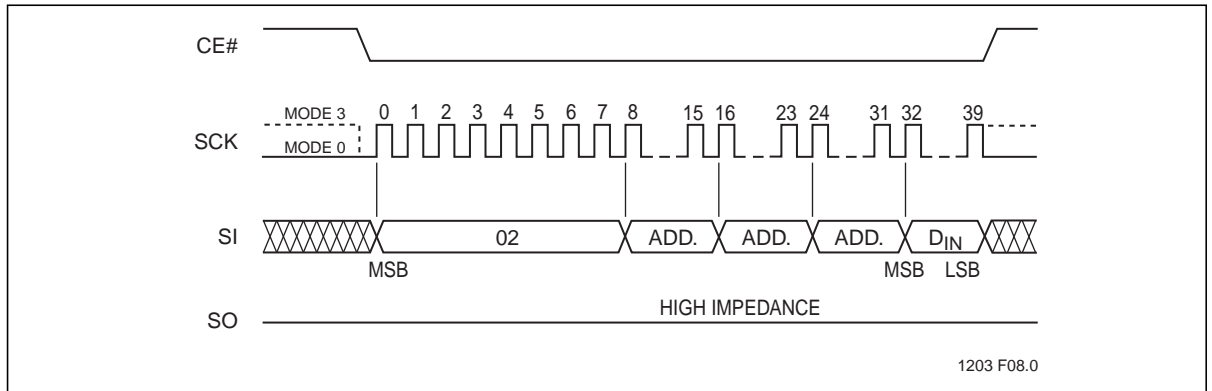 CE#
MODE 3 0 1 2 3 4 5 6 7 8 15 16 23 24 31 32 39
SCK
MODE 0
SI 02 ADD. ADD. ADD. DIN
MSB MSB LSB
HIGH IMPEDANCE
SO
1203 F08.0